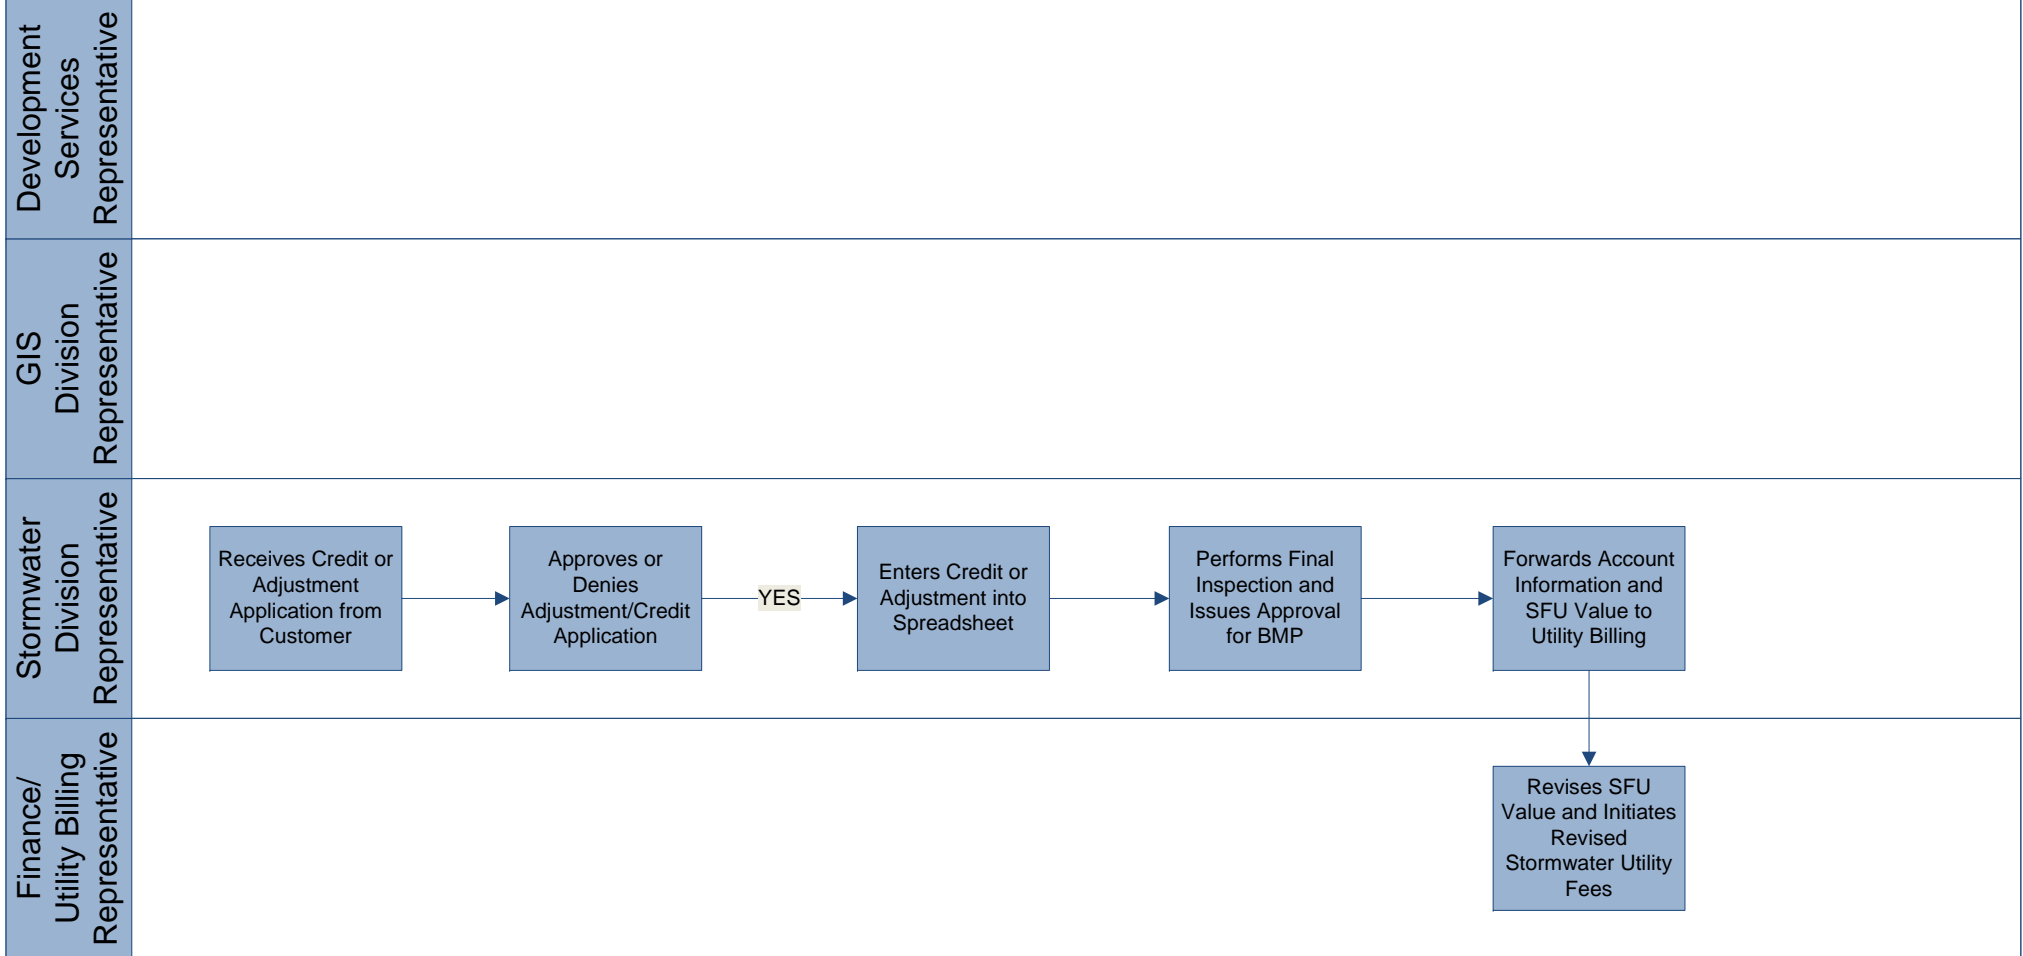 Development
Services
Representative
GIS
Division
Representative
Stormwater
Division
Representative
Receives Credit or
Adjustment
Application from
Customer
Approves or
Denies
Adjustment/Credit
Application
YES
Enters Credit or
Adjustment into
Spreadsheet
Performs Final
Inspection and
Issues Approval
for BMP
Forwards Account
Information and
SFU Value to
Utility Billing
Finance/
Utility Billing
Representative
Revises SFU
Value and Initiates
Revised
Stormwater Utility
Fees